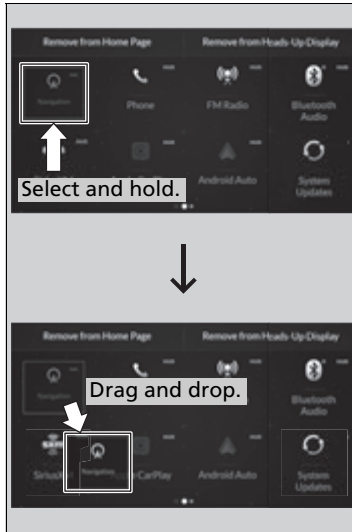 Remove from Home Page Remove from Heads-Up Display
Navigation Phone FM Radio Bluetooth Audio
Select and hold. Android Auto System Updates
Remove from Home Page Remove from Heads-Up Display
Drag and drop. Bluetooth Audio
SiriusXM Navigation CarPlay Android Auto System Updates